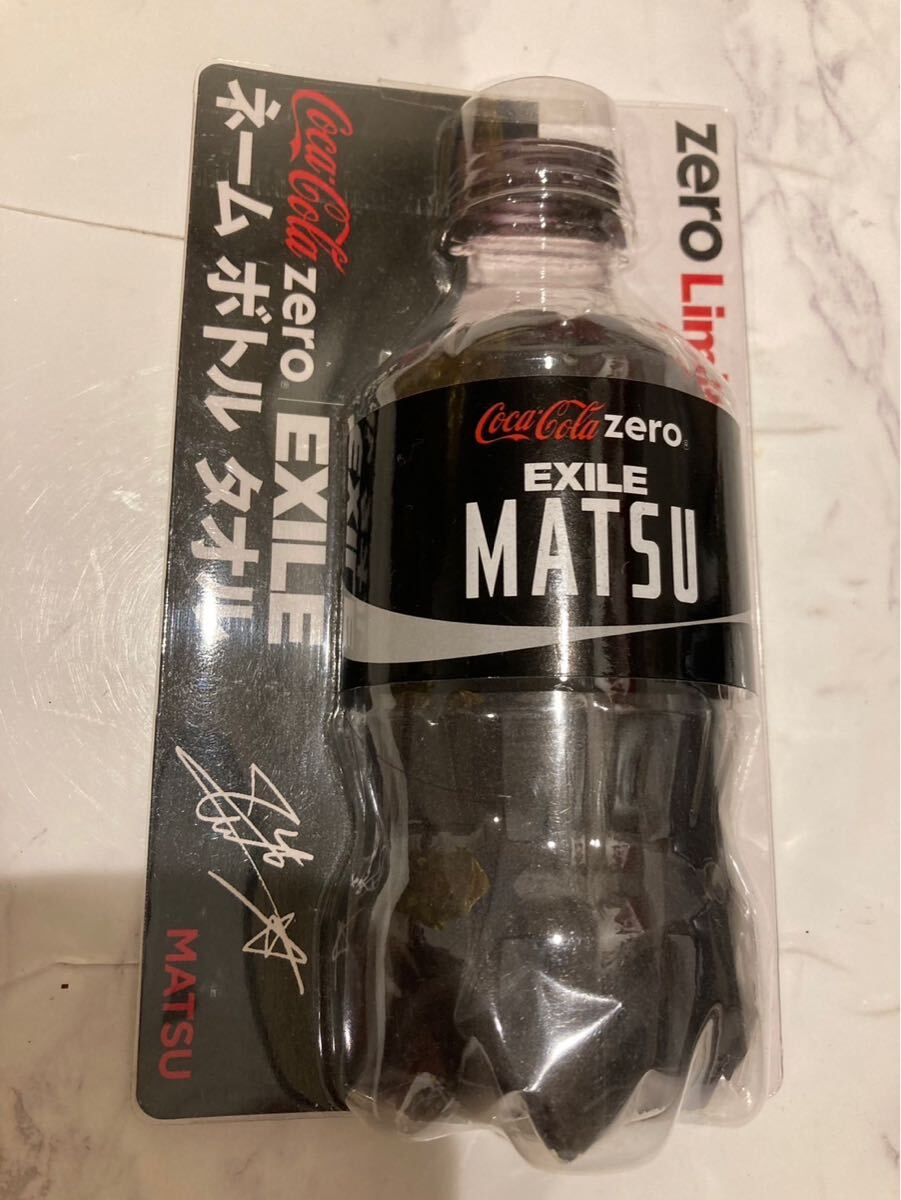 Coca-Cola zero® EXILE
ネーム ボトル タオル
MATSU
zero
Coca-Cola zero®
EXILE
MATSU